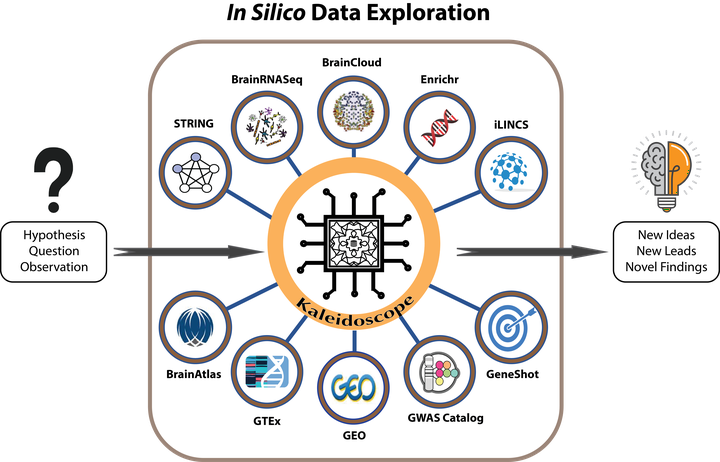 In Silico Data Exploration
BrainCloud
BrainRNASeq
Enrichr
STRING
iLINCS
?
Hypothesis
Question
Observation
New Ideas
New Leads
Novel Findings
Kaleidoscope
BrainAtlas
GeneShot
GTEx
GWAS Catalog
GEO
GEO